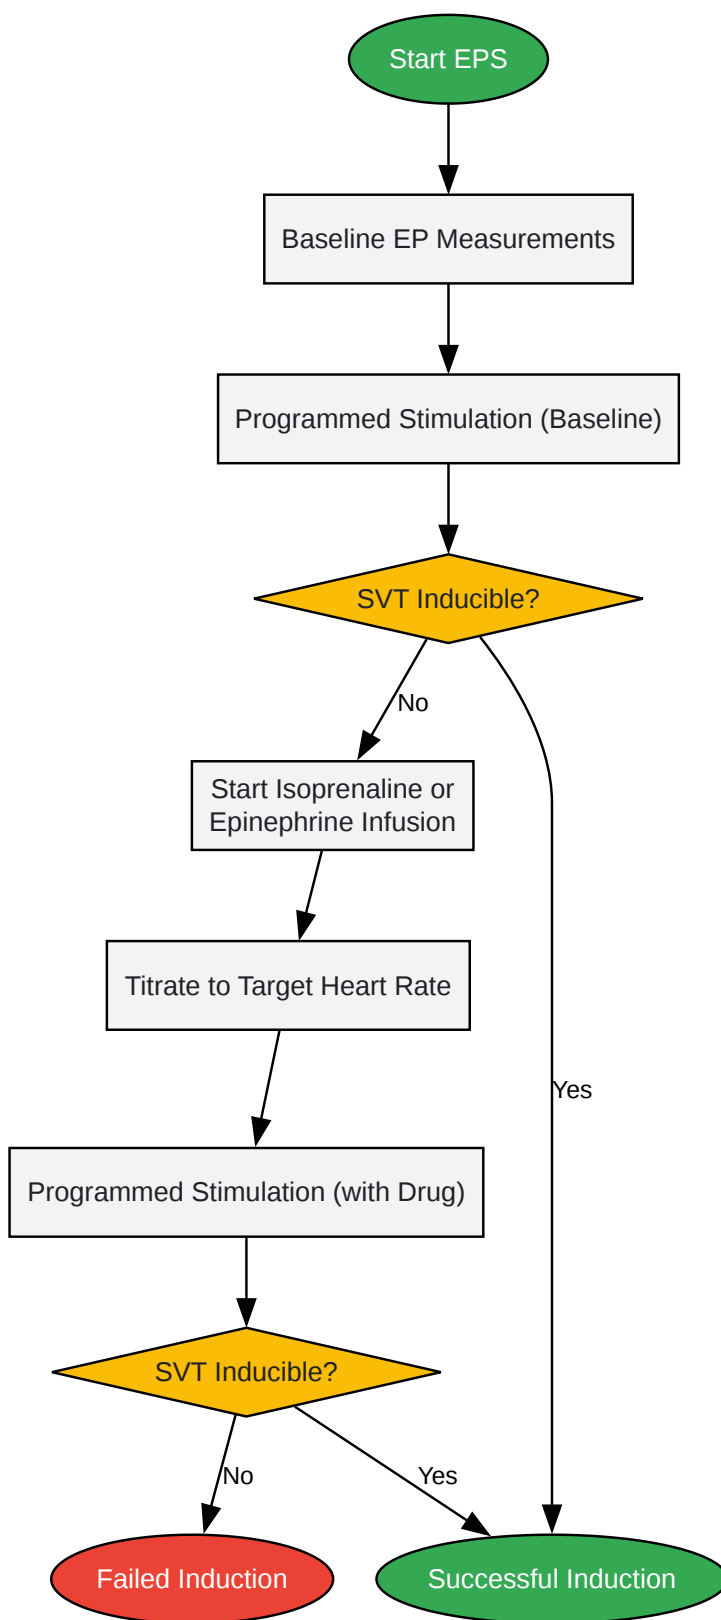 Start EPS
Baseline EP Measurements
Programmed Stimulation (Baseline)
SVT Inducible?
No
Start Isoprenaline or
Epinephrine Infusion
Titrate to Target Heart Rate
Yes
Programmed Stimulation (with Drug)
SVT Inducible?
No
Yes
Failed Induction
Successful Induction